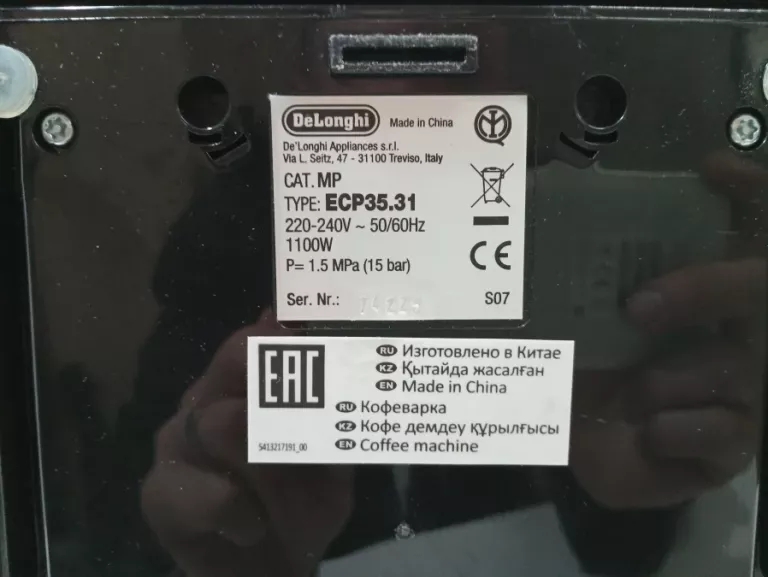 DeLonghi
Made in China
De'Longhi Appliances s.r.l.
Via L. Seitz, 47 - 31100 Treviso, Italy
CAT. MP
TYPE: ECP35.31
220-240V ~ 50/60Hz
1100W
P= 1.5 MPa (15 bar)
CE
Ser. Nr.:
S07
EAC
RU Изготовлено в Китае
KZ Қытайда жасалған
EN Made in China
RU Кофеварка
KZ Кофе демдеу құрылғысы
EN Coffee machine
5413217191_00